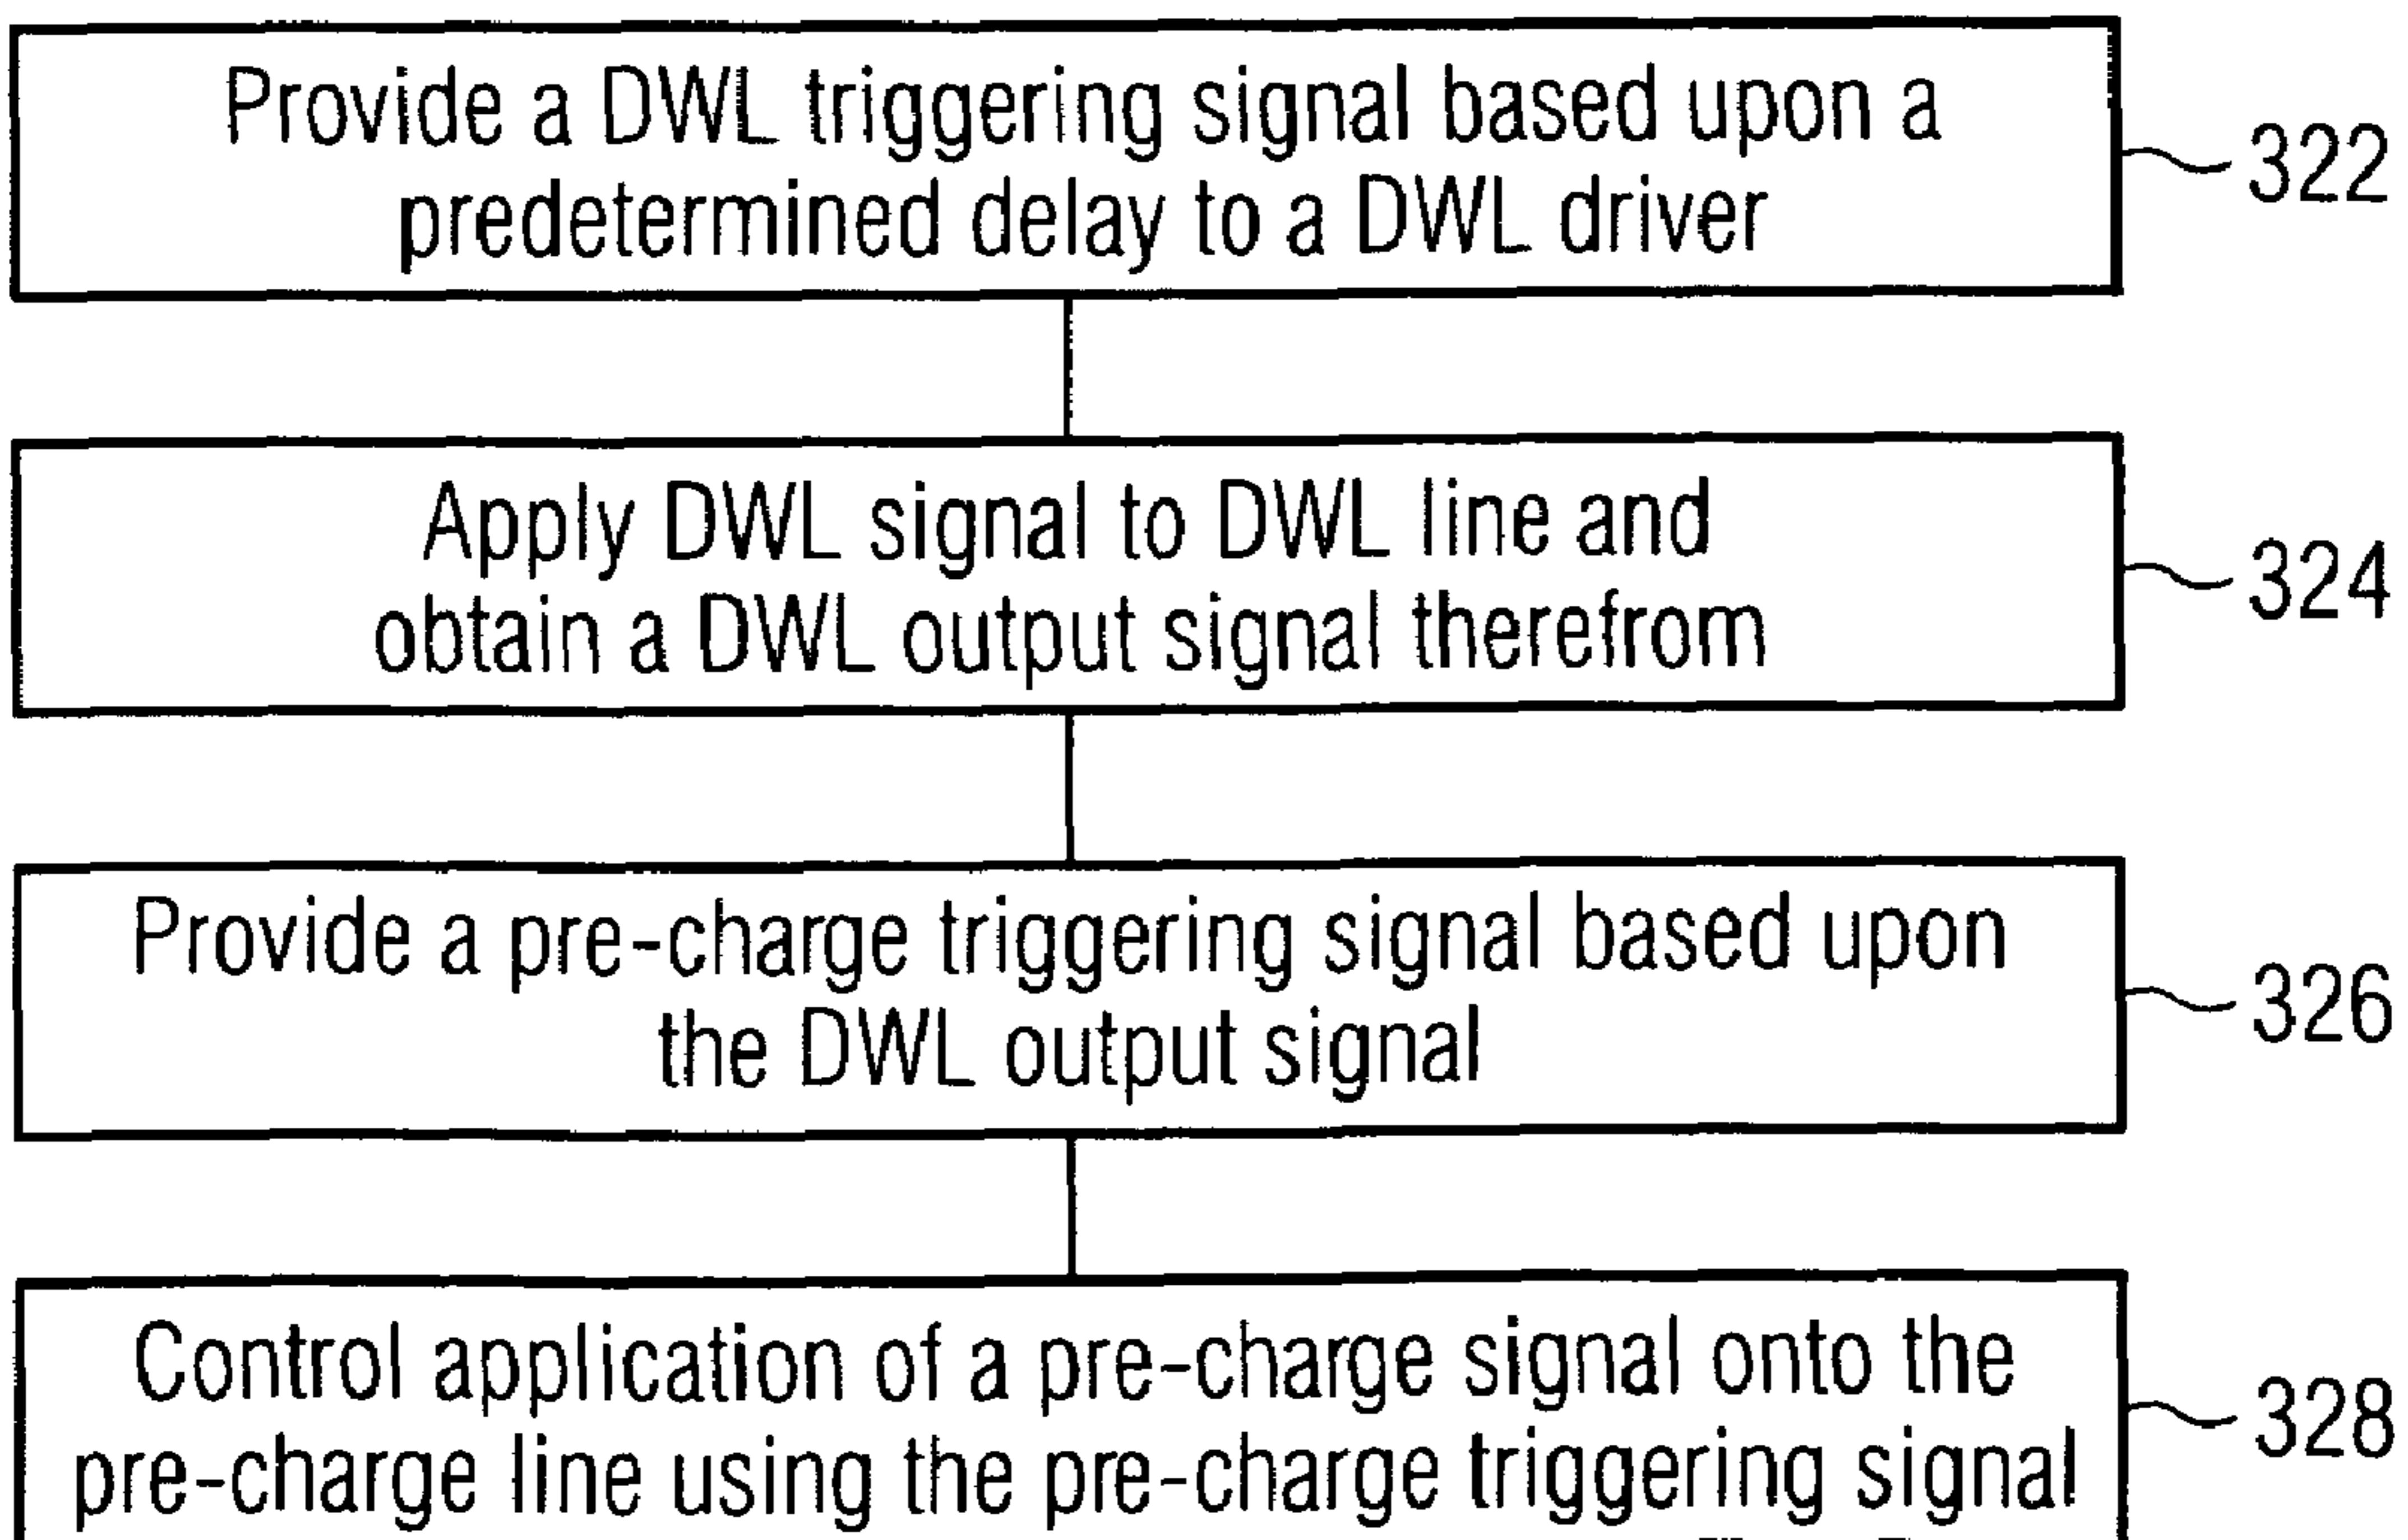 Provide a DWL triggering signal based upon a
predetermined delay to a DWL driver
322
Apply DWL signal to DWL line and
obtain a DWL output signal therefrom
324
Provide a pre-charge triggering signal based upon
the DWL output signal
326
Control application of a pre-charge signal onto the
pre-charge line using the pre-charge triggering signal
328